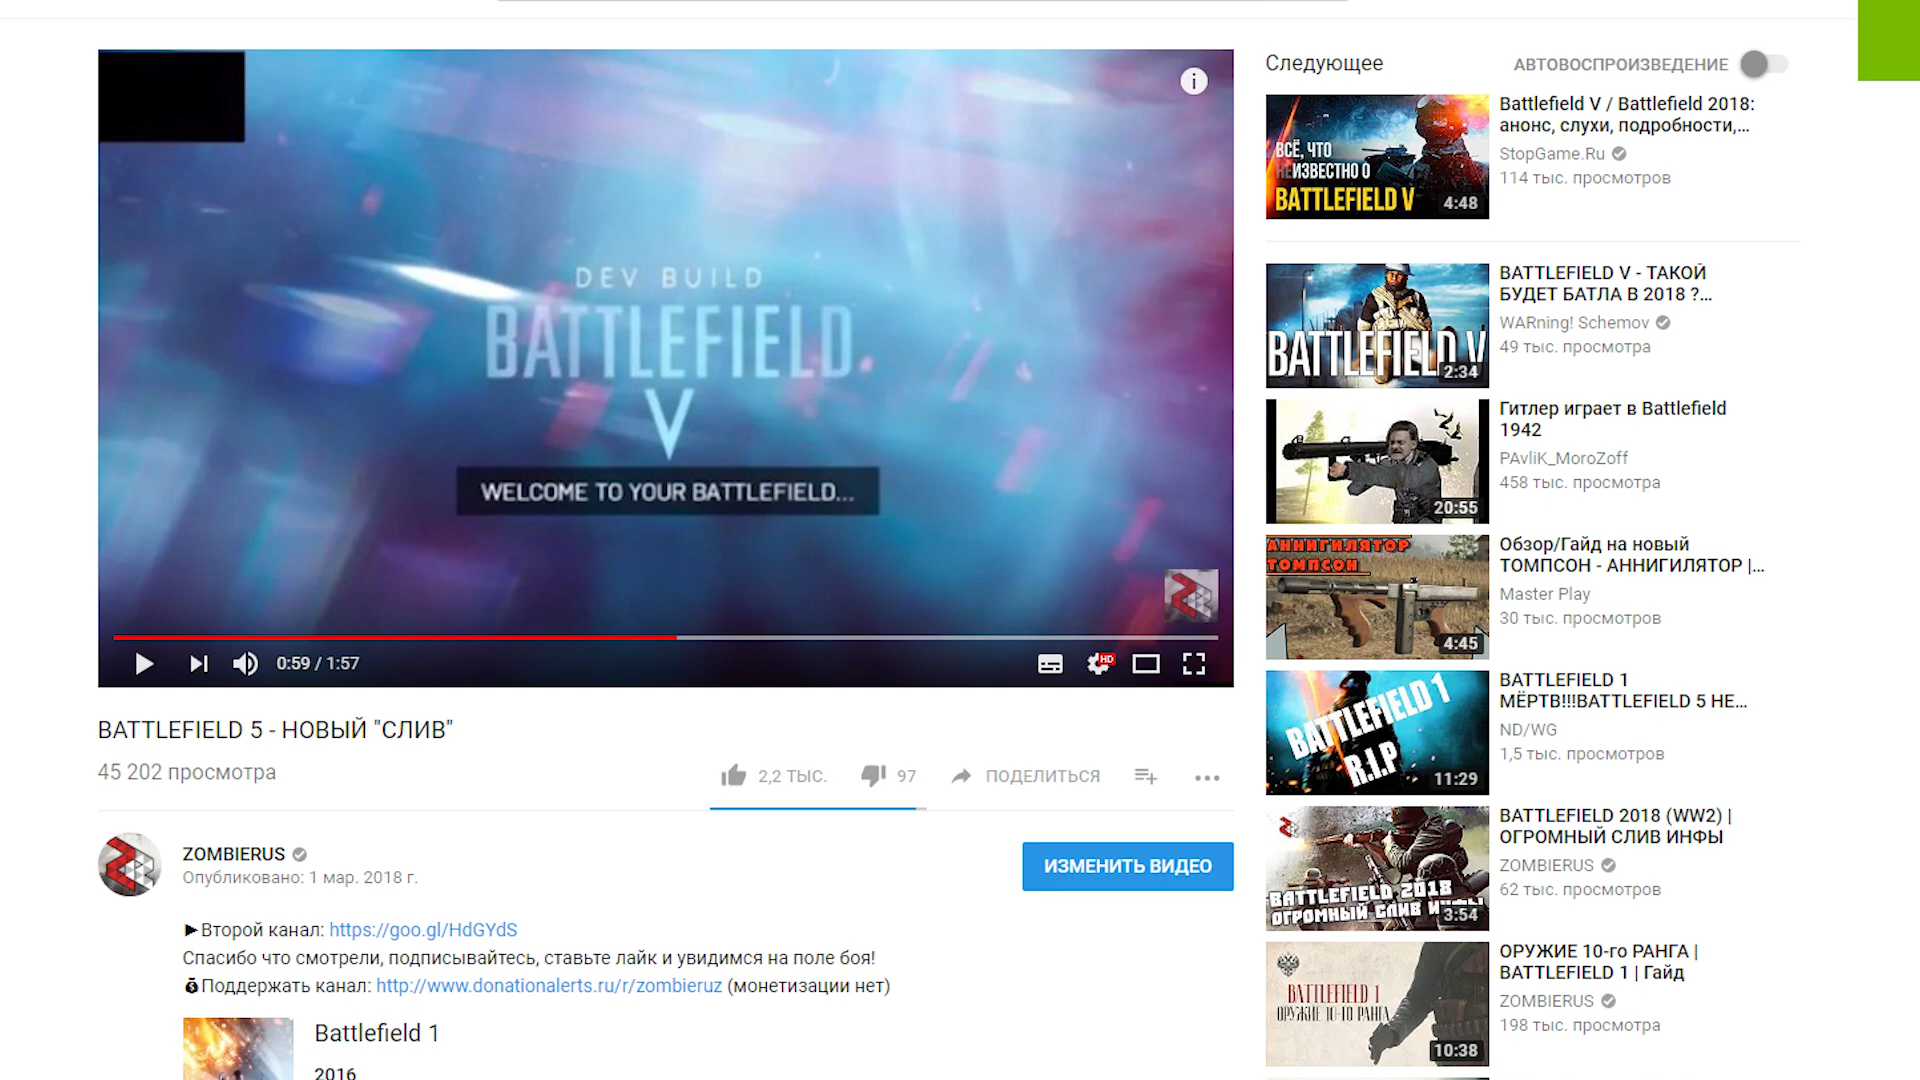 DEV BUILD
BATTLEFIELD
V
WELCOME TO YOUR BATTLEFIELD...
0:59 / 1:57
HD
BATTLEFIELD 5 - НОВЫЙ "СЛИВ"
45 202 просмотра
2,2 ТЫС.
97
ПОДЕЛИТЬСЯ
ZOMBIERUS
Опубликовано: 1 мар. 2018 г.
ИЗМЕНИТЬ ВИДЕО
►Второй канал: https://goo.gl/HdGYdS
Спасибо что смотрели, подписывайтесь, ставьте лайк и увидимся на поле боя!
💰Поддержать канал: http://www.donationalerts.ru/r/zombieruz (монетизации нет)
Battlefield 1
2016
Следующее
АВТОВОСПРОИЗВЕДЕНИЕ
ВСЁ, ЧТО
НЕИЗВЕСТНО О
BATTLEFIELD V
4:48
Battlefield V / Battlefield 2018:
анонс, слухи, подробности,...
StopGame.Ru
114 тыс. просмотров
BATTLEFIELD V
2:34
BATTLEFIELD V - ТАКОЙ
БУДЕТ БАТЛА В 2018 ?...
WARning! Schemov
49 тыс. просмотра
20:55
Гитлер играет в Battlefield
1942
PAvliK_MoroZoff
458 тыс. просмотра
АННИГИЛЯТОР
ТОМПСОН
4:45
Обзор/Гайд на новый
ТОМПСОН - АННИГИЛЯТОР |...
Master Play
30 тыс. просмотров
BATTLEFIELD 1
R.I.P
11:29
BATTLEFIELD 1
МЁРТВ!!!BATTLEFIELD 5 НЕ...
ND/WG
1,5 тыс. просмотров
BATTLEFIELD 2018
ОГРОМНЫЙ СЛИВ ИНФЫ
3:54
BATTLEFIELD 2018 (WW2) |
ОГРОМНЫЙ СЛИВ ИНФЫ
ZOMBIERUS
62 тыс. просмотров
BATTLEFIELD 1
ОРУЖИЕ 10-ГО РАНГА
10:38
ОРУЖИЕ 10-го РАНГА |
BATTLEFIELD 1 | Гайд
ZOMBIERUS
198 тыс. просмотра